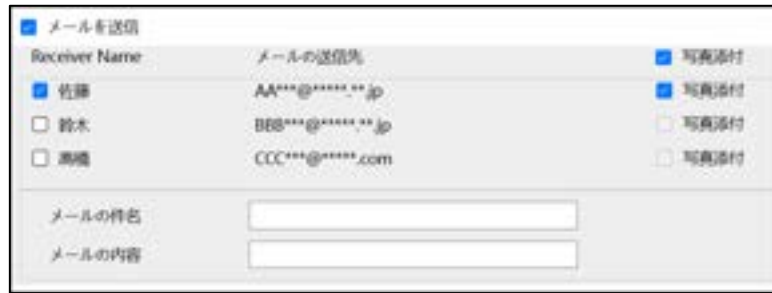 メールを送信
Receiver Name メールの送信先 写真添付
佐藤 AA***@*****.**.jp 写真添付
鈴木 BBB***@*****.**.jp 写真添付
高橋 CCC***@*****.com 写真添付
メールの件名
メールの内容